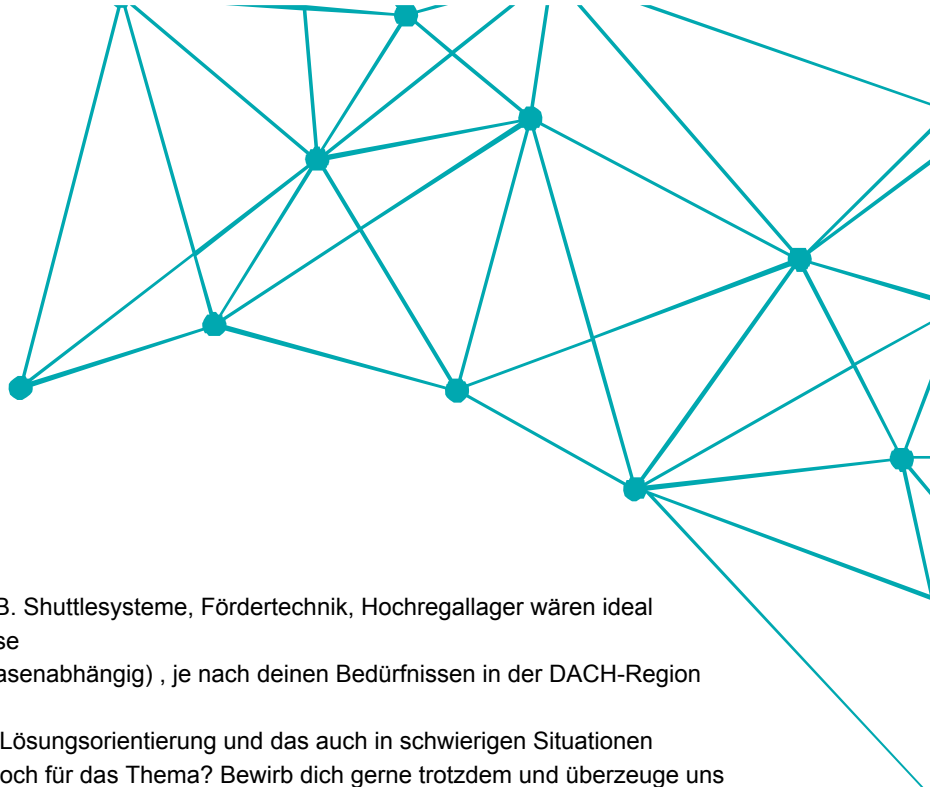 B. Shuttlesysteme, Fördertechnik, Hochregallager wären ideal
se
asenabhängig) , je nach deinen Bedürfnissen in der DACH-Region
Lösungsorientierung und das auch in schwierigen Situationen
och für das Thema? Bewirb dich gerne trotzdem und überzeuge uns